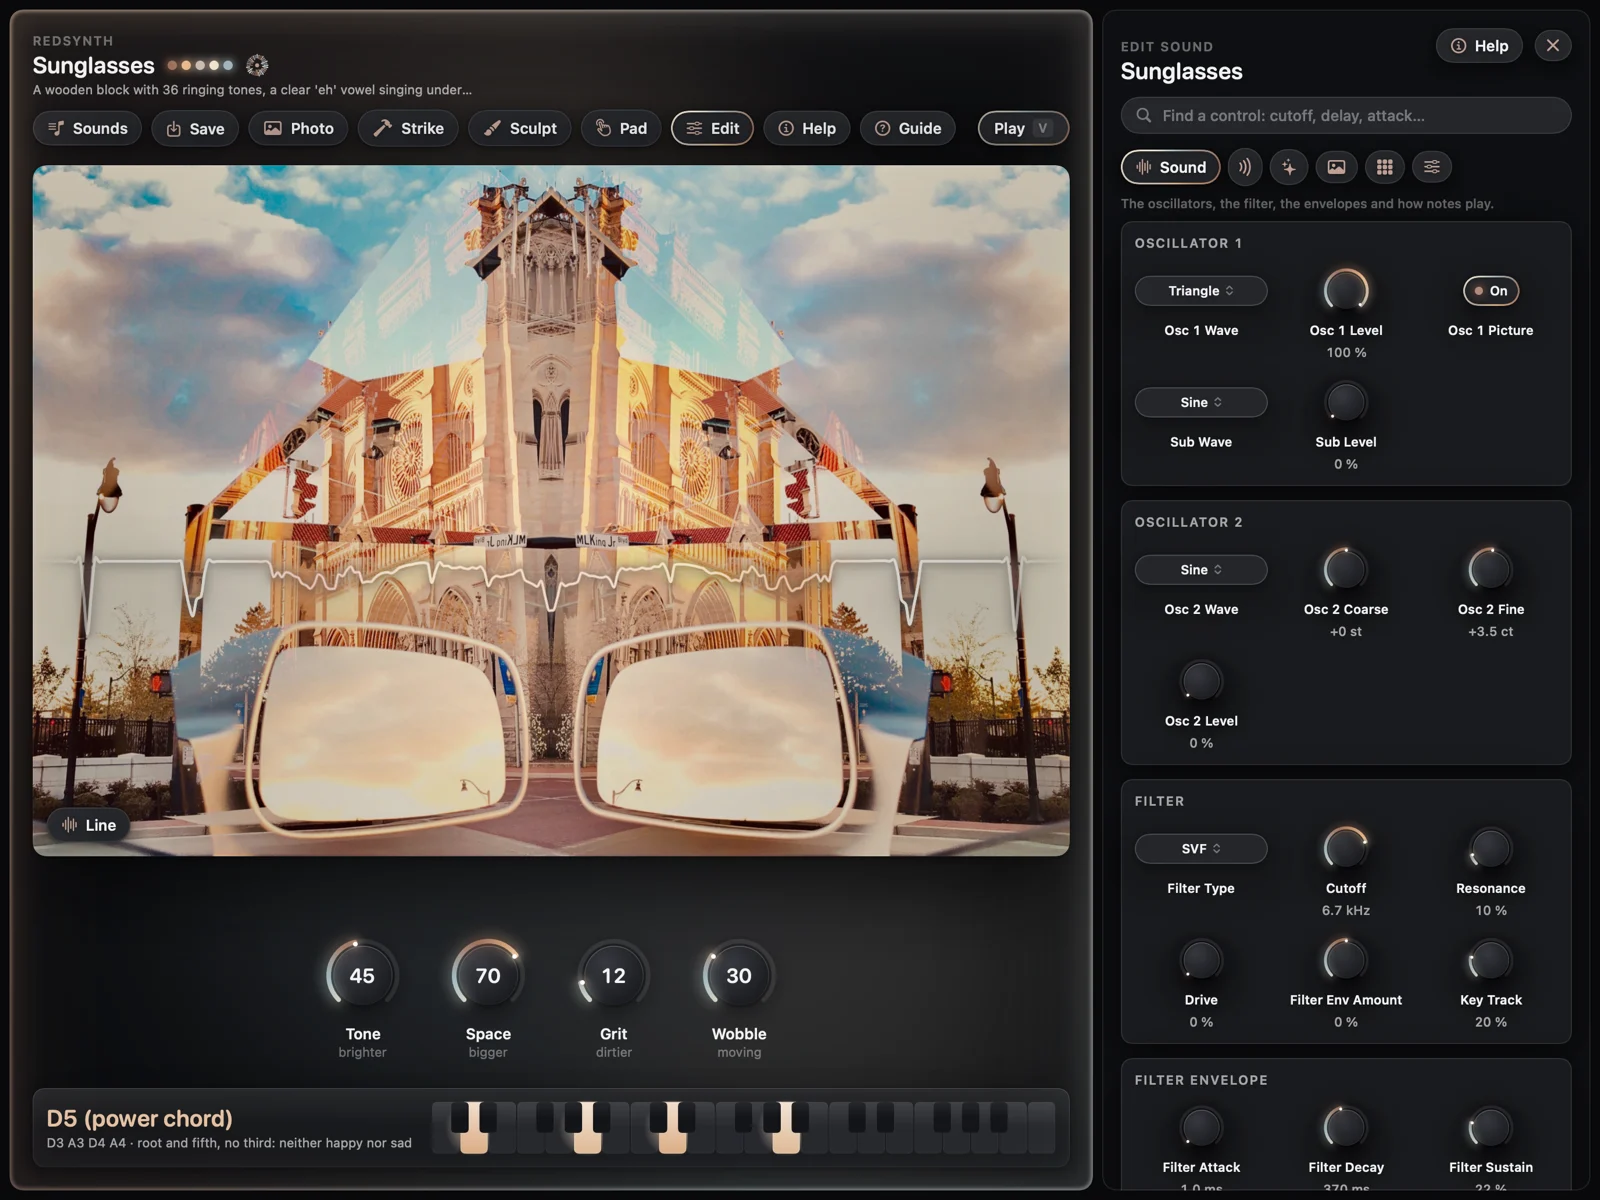 REDSYNTH
Sunglasses
A wooden block with 36 ringing tones, a clear 'eh' vowel singing under...
Sounds
Save
Photo
Strike
Sculpt
Pad
Edit
Help
Guide
Play V
MLKing Jr
Line
45
70
12
30
Tone
Space
Grit
Wobble
brighter
bigger
dirtier
moving
D5 (power chord)
D3 A3 D4 A4 · root and fifth, no third: neither happy nor sad
EDIT SOUND
Sunglasses
Help
Find a control: cutoff, delay, attack...
Sound
The oscillators, the filter, the envelopes and how notes play.
OSCILLATOR 1
Triangle
On
Osc 1 Wave
Osc 1 Level
Osc 1 Picture
100 %
Sine
Sub Wave
Sub Level
0 %
OSCILLATOR 2
Sine
Osc 2 Wave
Osc 2 Coarse
Osc 2 Fine
+0 st
+3.5 ct
Osc 2 Level
0 %
FILTER
SVF
Filter Type
Cutoff
Resonance
6.7 kHz
10 %
Drive
Filter Env Amount
Key Track
0 %
0 %
20 %
FILTER ENVELOPE
Filter Attack
Filter Decay
Filter Sustain
1.0 ms
370 ms
22 %